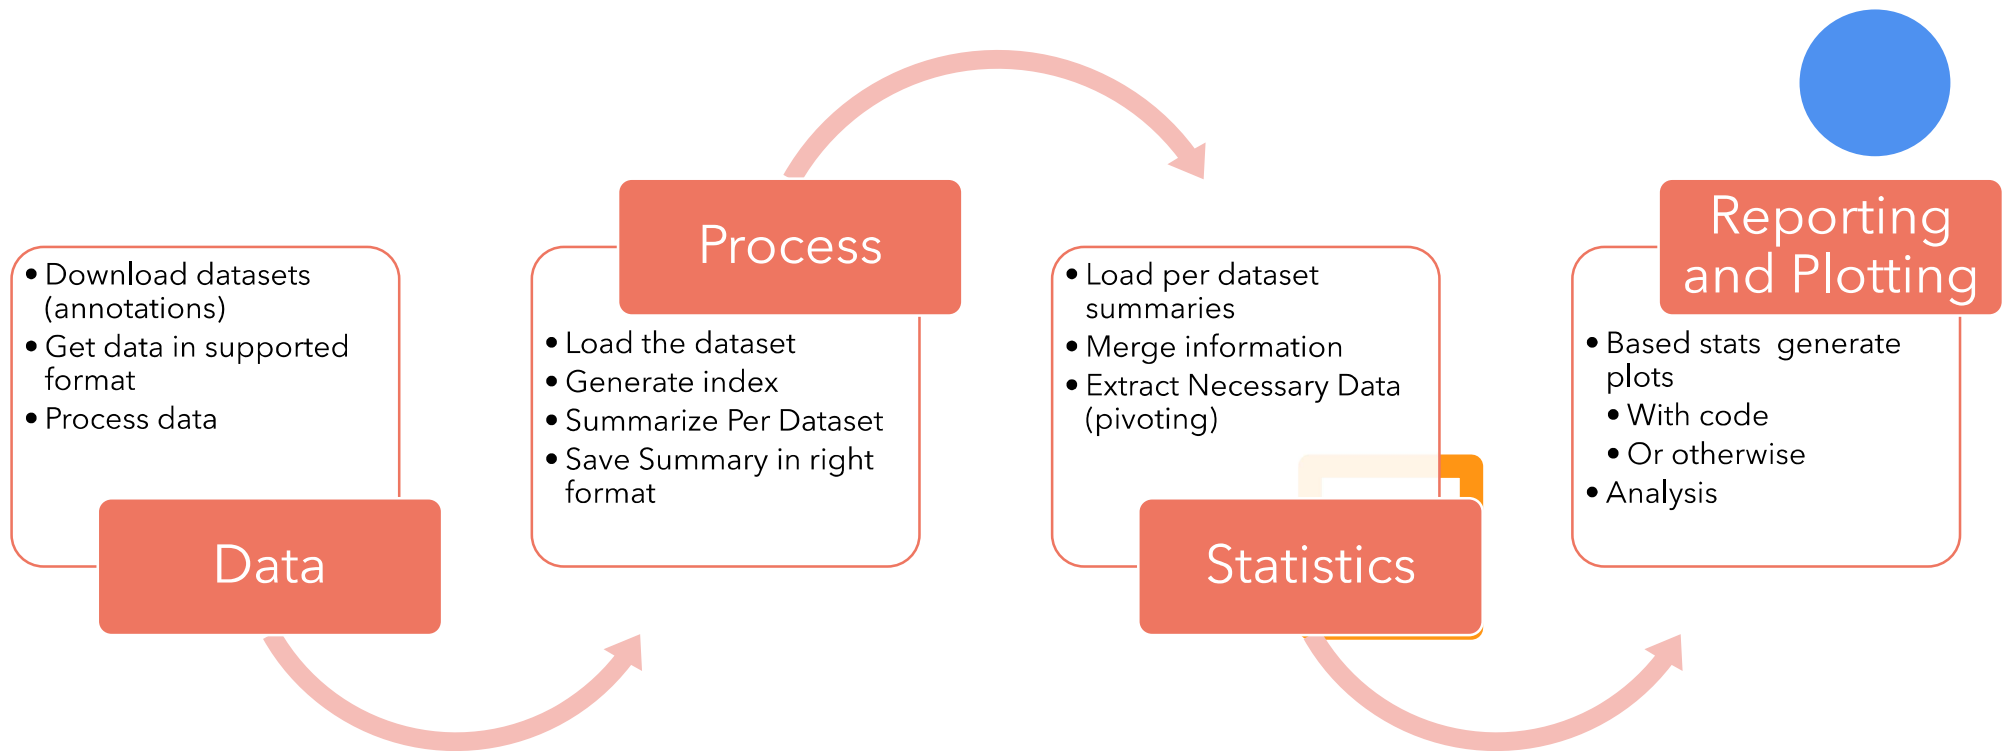 • Download datasets
(annotations)
• Get data in supported
format
• Process data
Data
Process
• Load the dataset
• Generate index
• Summarize Per Dataset
• Save Summary in right
format
• Load per dataset
summaries
• Merge information
• Extract Necessary Data
(pivoting)
Statistics
Reporting
and Plotting
• Based stats  generate
plots
• With code
• Or otherwise
• Analysis